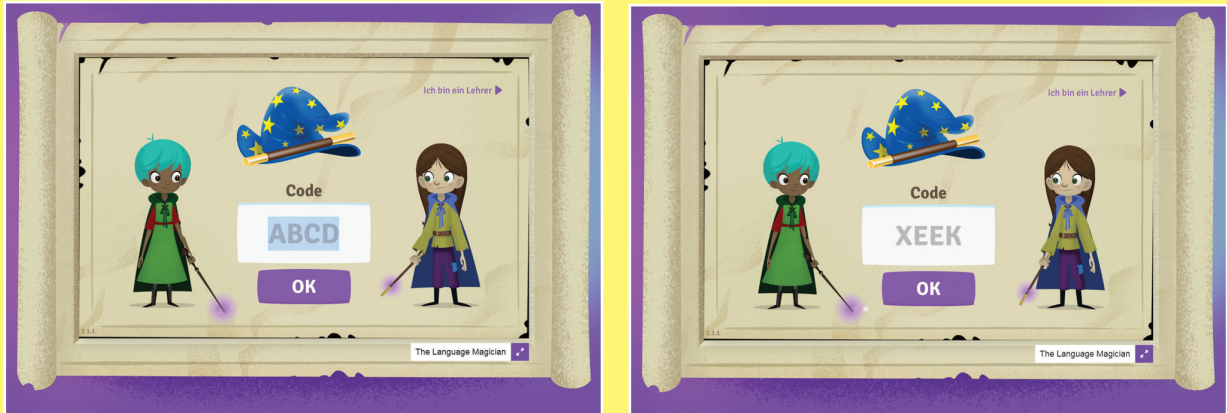 Ich bin ein Lehrer
Code
ABCD
OK
1.1.1
The Language Magician
Ich bin ein Lehrer
Code
XEEK
OK
1.1.1
The Language Magician